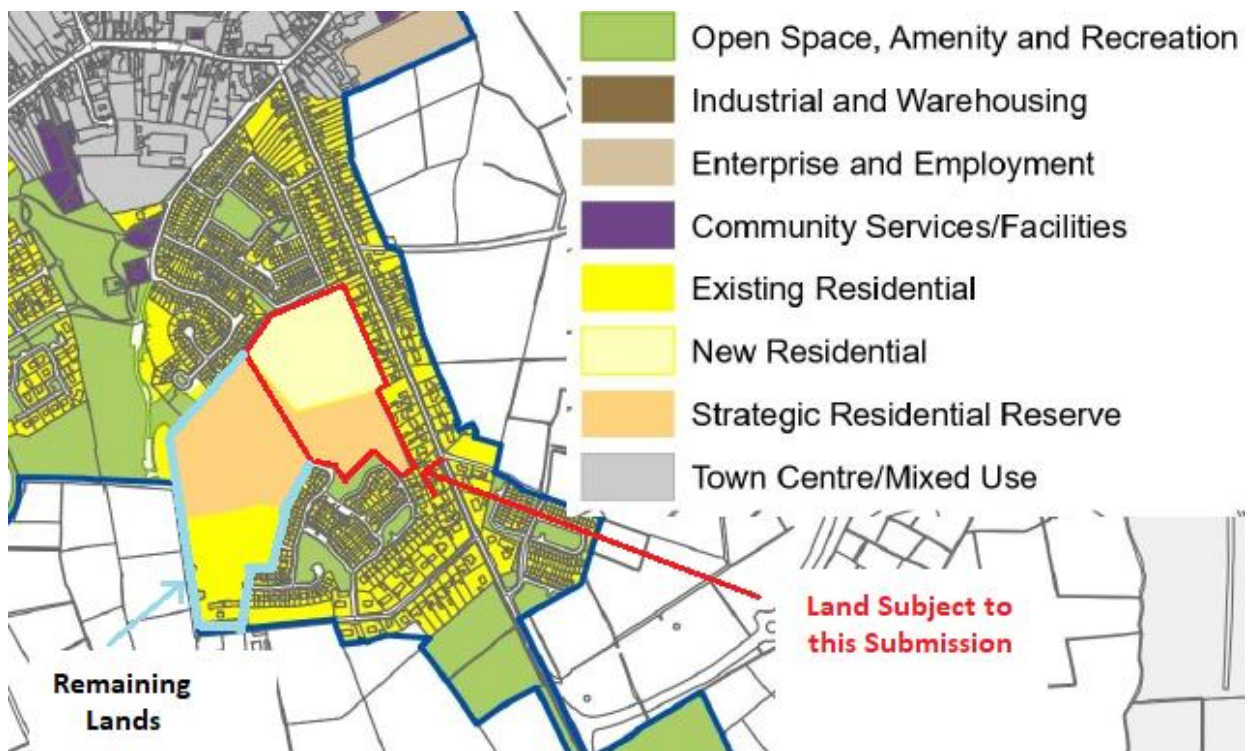 Open Space, Amenity and Recreation
Industrial and Warehousing
Enterprise and Employment
Community Services/Facilities
Existing Residential
New Residential
Strategic Residential Reserve
Town Centre/Mixed Use
Land Subject to
this Submission
Remaining
Lands